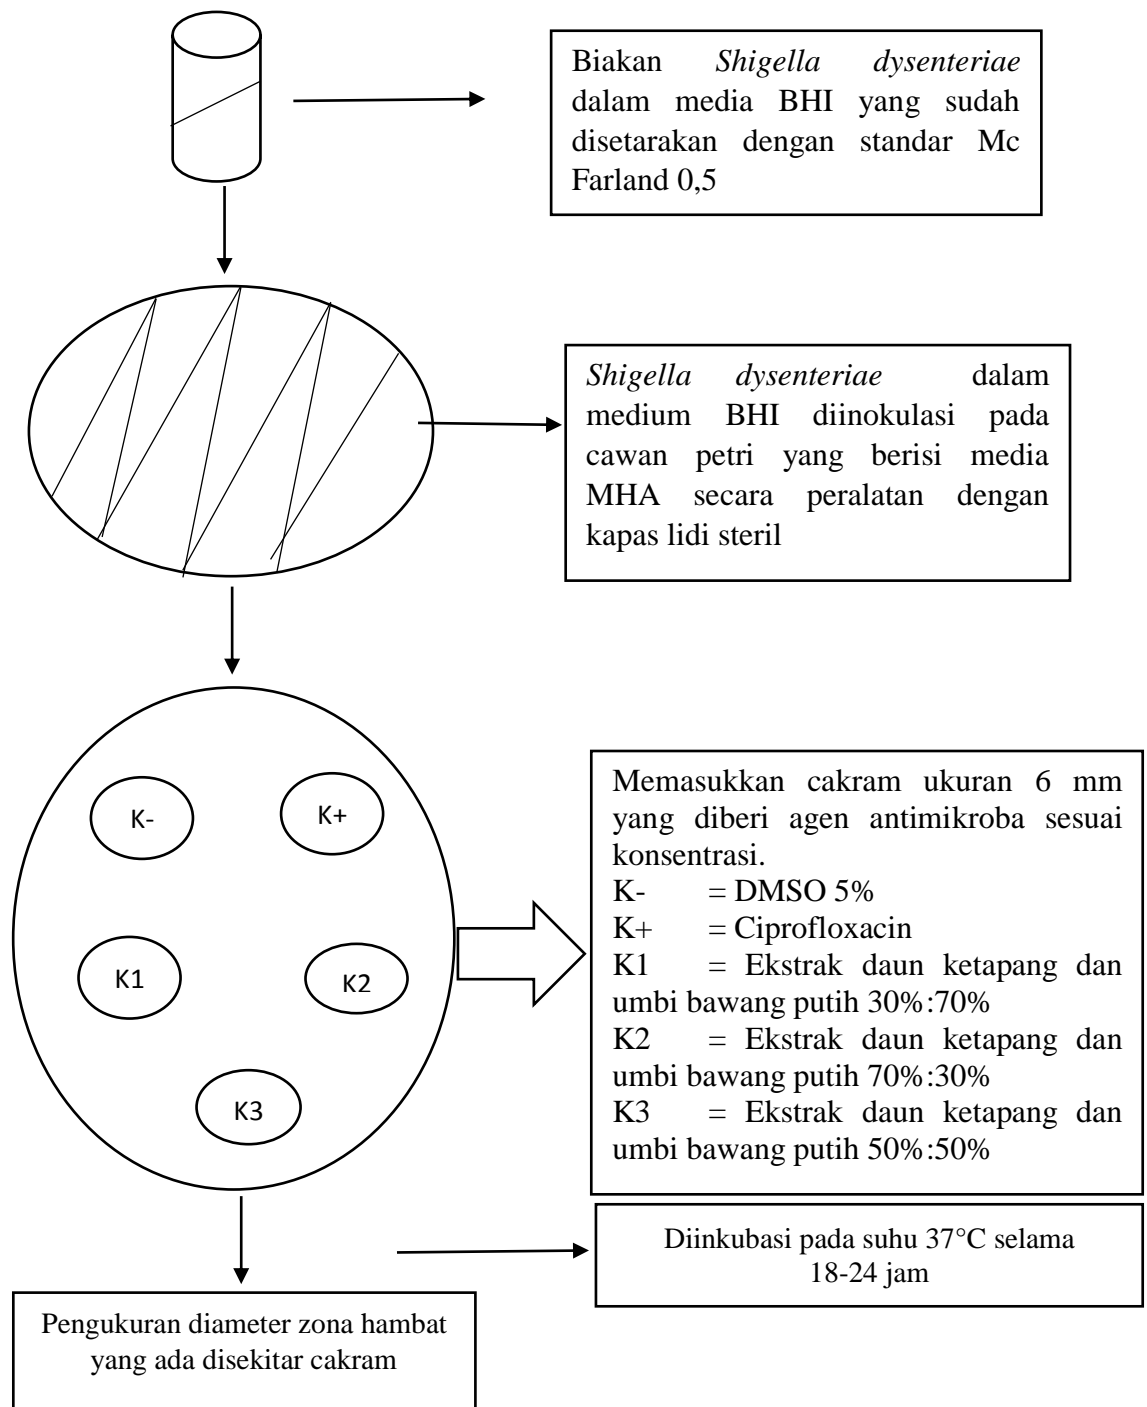 Biakan Shigella dysenteriae
dalam media BHI yang sudah
disetarakan dengan standar Mc
Farland 0,5
Shigella dysenteriae dalam
medium BHI diinokulasi pada
cawan petri yang berisi media
MHA secara peralatan dengan
kapas lidi steril
K-
K+
K1
K2
K3
Memasukkan cakram ukuran 6 mm
yang diberi agen antimikroba sesuai
konsentrasi.
K- = DMSO 5%
K+ = Ciprofloxacin
K1 = Ekstrak daun ketapang dan
umbi bawang putih 30%:70%
K2 = Ekstrak daun ketapang dan
umbi bawang putih 70%:30%
K3 = Ekstrak daun ketapang dan
umbi bawang putih 50%:50%
Diinkubasi pada suhu 37°C selama
18-24 jam
Pengukuran diameter zona hambat
yang ada disekitar cakram